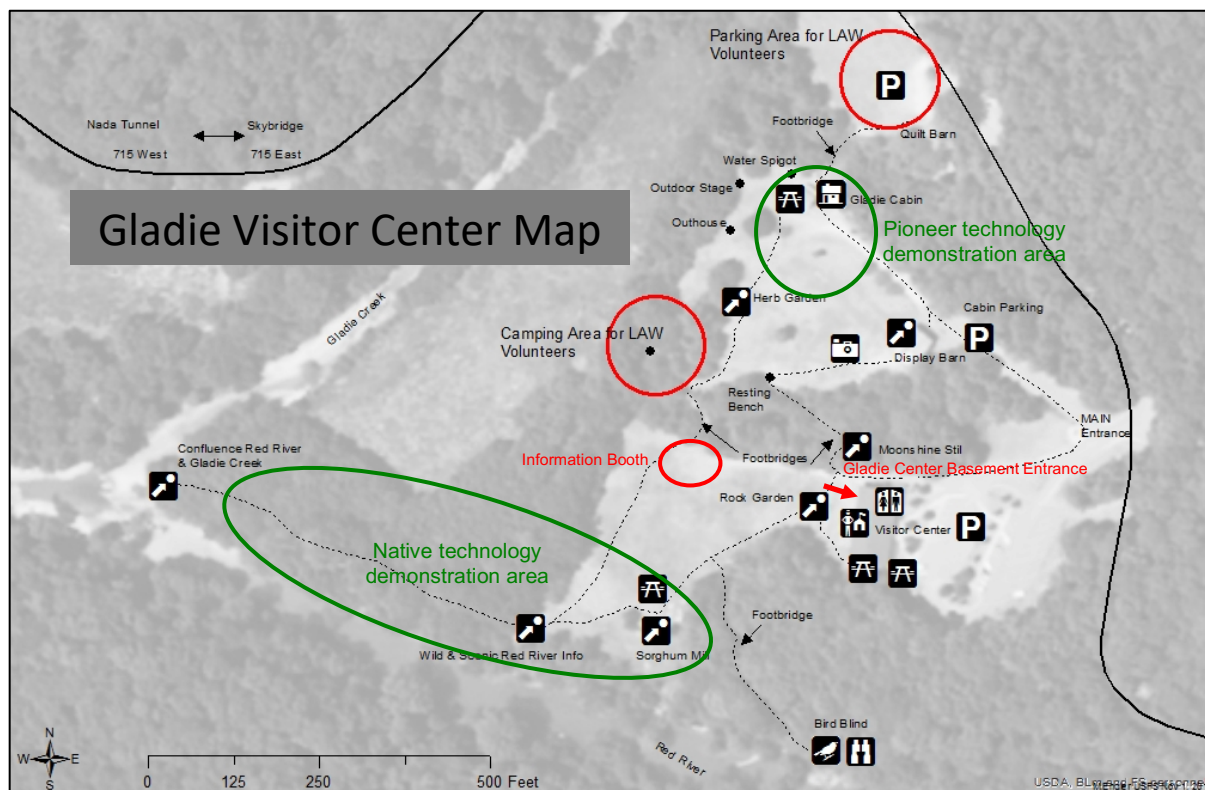 Parking Area for LAW
Volunteers
P
Footbridge
Quilt Barn
Nada Tunnel
Skybridge
715 West
715 East
Water Spigot
Outdoor Stage
Gladie Cabin
Gladie Visitor Center Map
Outhouse
Pioneer technology
demonstration area
Herb Garden
Cabin Parking
P
Gladie Creek
Camping Area for LAW
Volunteers
Display Barn
Resting
Bench
MAIN
Entrance
Confluence Red River
& Gladie Creek
Information Booth
Footbridges
Moonshine Stil
Gladie Center Basement Entrance
Rock Garden
Visitor Center
P
Native technology
demonstration area
Footbridge
Wild & Scenic Red River Info
Sorghum Mill
Bird Blind
Red River
N
W
E
S
0
125
250
500 Feet
USDA,